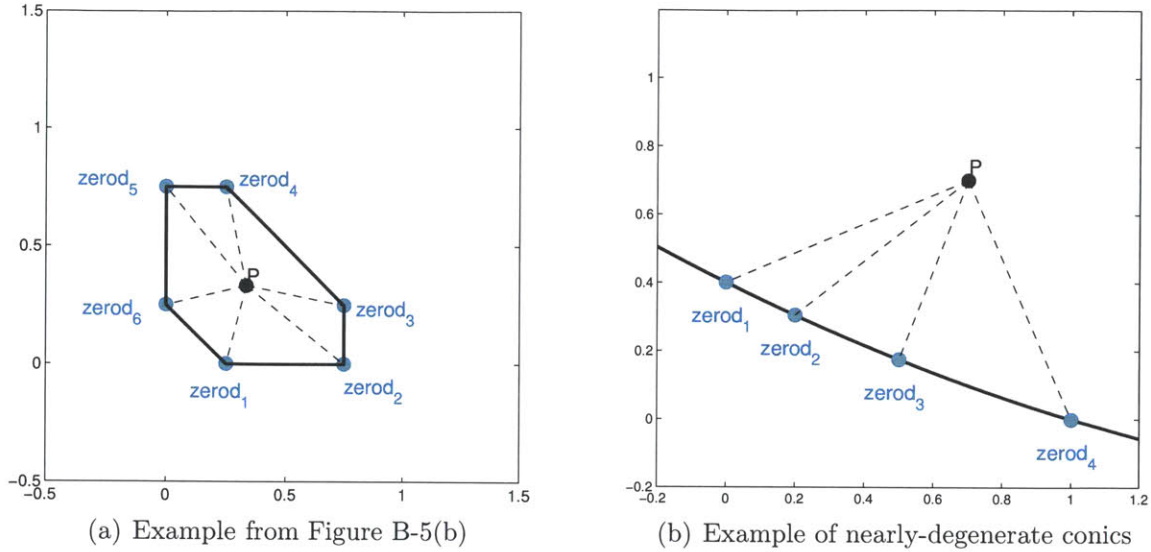 1.5
1
0.5
0
-0.5
-0.5
0
0.5
1
1.5
zerod5
zerod4
P
zerod6
zerod3
zerod1
zerod2
(a) Example from Figure B-5(b)
1
0.8
0.6
0.4
0.2
0
-0.2
-0.2
0
0.2
0.4
0.6
0.8
1
1.2
P
zerod1
zerod2
zerod3
zerod4
(b) Example of nearly-degenerate conics